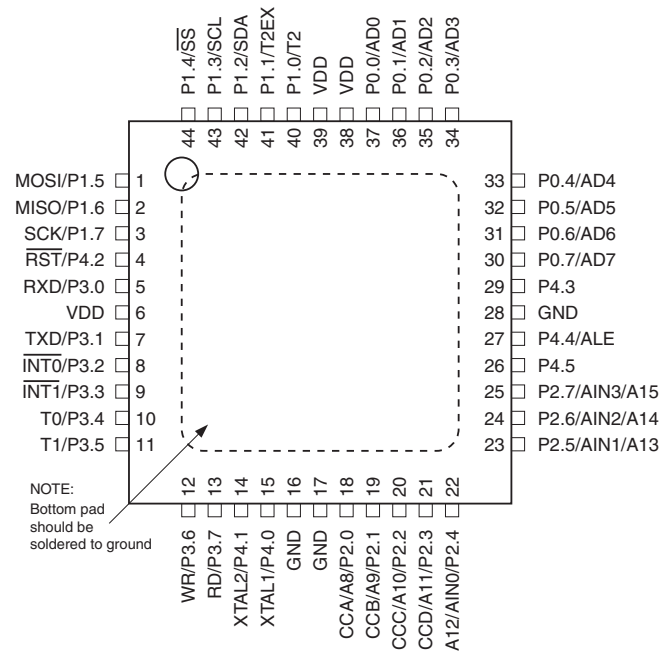 P1.4/SS
P1.3/SCL
P1.2/SDA
P1.1/T2EX
P1.0/T2
VDD
VDD
P0.0/AD0
P0.1/AD1
P0.2/AD2
P0.3/AD3
44
43
42
41
40
39
38
37
36
35
34
MOSI/P1.5 1
MISO/P1.6 2
SCK/P1.7 3
RST/P4.2 4
RXD/P3.0 5
VDD 6
TXD/P3.1 7
INT0/P3.2 8
INT1/P3.3 9
T0/P3.4 10
T1/P3.5 11
33 P0.4/AD4
32 P0.5/AD5
31 P0.6/AD6
30 P0.7/AD7
29 P4.3
28 GND
27 P4.4/ALE
26 P4.5
25 P2.7/AIN3/A15
24 P2.6/AIN2/A14
23 P2.5/AIN1/A13
NOTE:
Bottom pad
should be
soldered to ground
12
13
14
15
16
17
18
19
20
21
22
WR/P3.6
RD/P3.7
XTAL2/P4.1
XTAL1/P4.0
GND
GND
CCA/A8/P2.0
CCB/A9/P2.1
CCC/A10/P2.2
CCD/A11/P2.3
A12/AIN0/P2.4